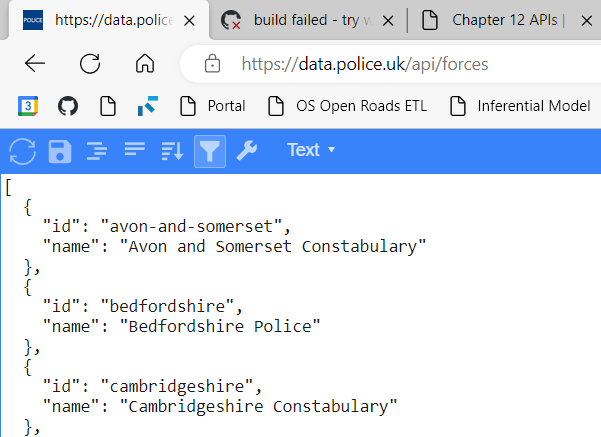 POLICE https://data.police build failed - try w Chapter 12 APIs |
https://data.police.uk/api/forces
3 Portal OS Open Roads ETL Inferential Model
Text
[
{
"id": "avon-and-somerset",
"name": "Avon and Somerset Constabulary"
},
{
"id": "bedfordshire",
"name": "Bedfordshire Police"
},
{
"id": "cambridgeshire",
"name": "Cambridgeshire Constabulary"
},